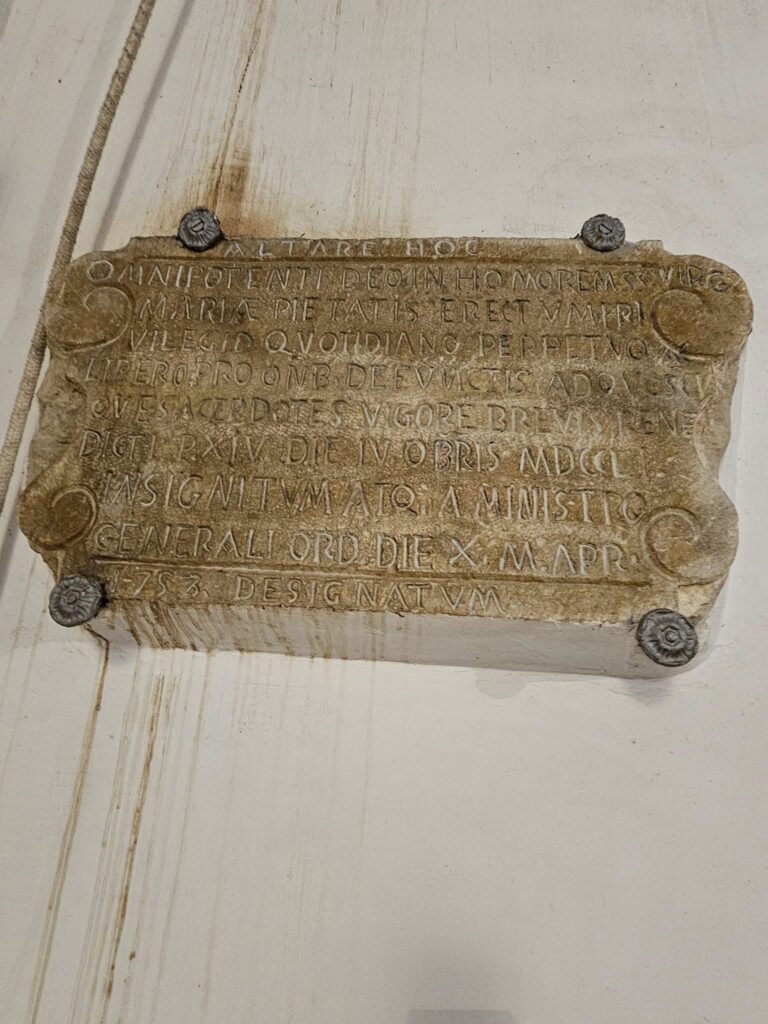 ALTARE HOC
OMNIPOTENTI DEO IN HONOREM SS. VIRG
MARIÆ PIETATIS ERECTVM PRI
VILEGIO QVOTIDIANO PERPETVO AC
LIBERO PRO ONB. DEFVNCTIS AD QVOSCV
QVE SACERDOTES VIGORE BREVIS BENE
DICTI P. XIV. DIE IV OBRIS MDCCLI.
INSIGNITVM ATQ. A MINISTRO
GENERALI ORD. DIE X. M. APR.
1753 DESIGNATVM